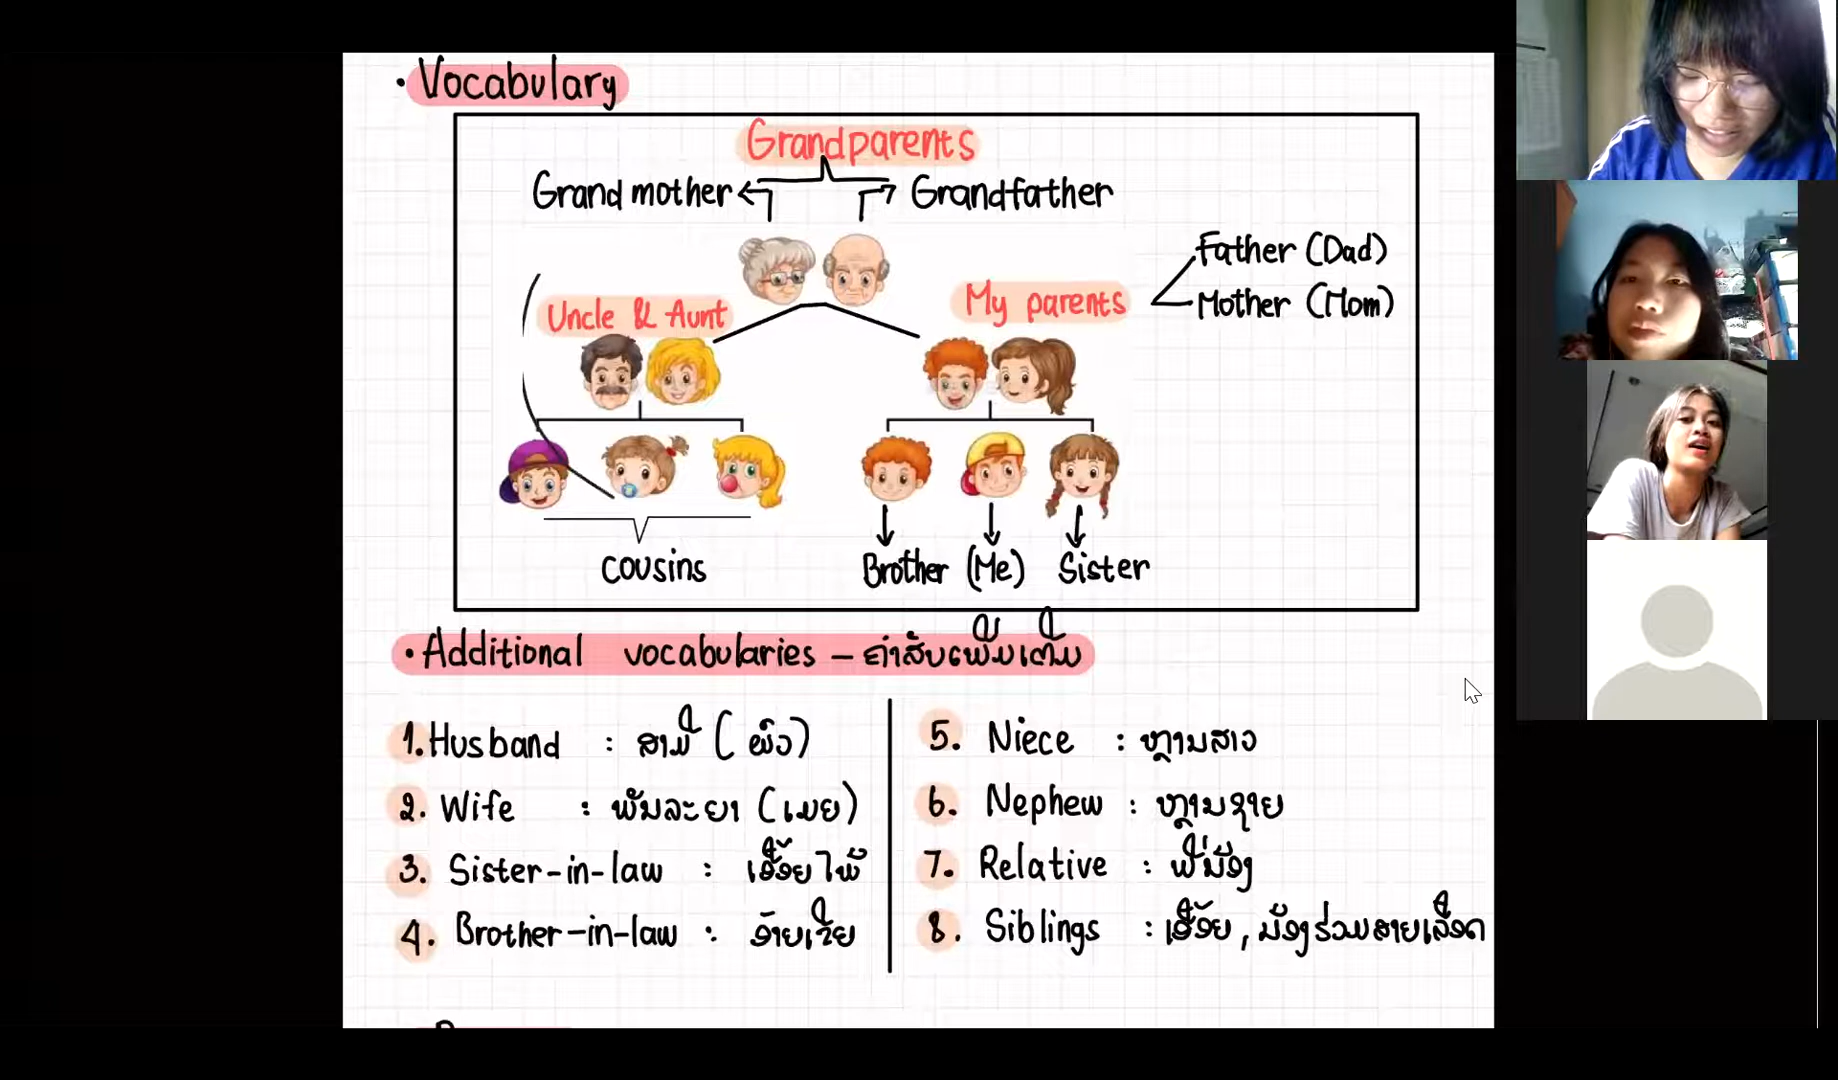 • Vocabulary
Grandparents
Grandmother
Grandfather
Father (Dad)
Mother (Mom)
Uncle & Aunt
My parents
cousins
Brother (Me) Sister
• Additional vocabularies – ຄຳສັບເພີ່ມເຕີມ
1. Husband : ສາມີ (ຜົວ)
2. Wife : ພັນລະຍາ (ເມຍ)
3. Sister-in-law : ເອື້ອຍໄພ້
4. Brother-in-law : ອ້າຍເຂີຍ
5. Niece : ຫຼານສາວ
6. Nephew : ຫຼານຊາຍ
7. Relative : ພີ່ນ້ອງ
8. Siblings : ເອື້ອຍ, ນ້ອງຮ່ວມສາຍເລືອດ